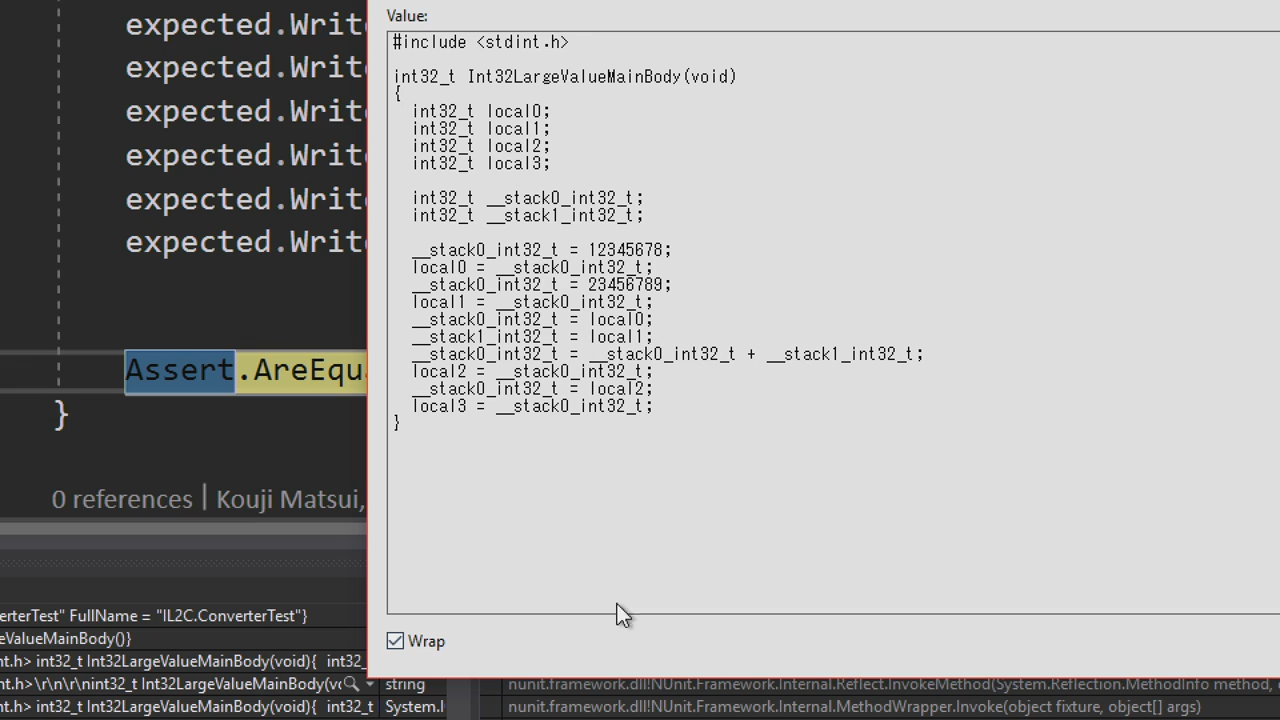 expected.Write
expected.Write
expected.Write
expected.Write
expected.Write
expected.Write
Assert.AreEqua
}
0 references | Kouji Matsui,
Value:
#include <stdint.h>
int32_t Int32LargeValueMainBody(void)
{
int32_t local0;
int32_t local1;
int32_t local2;
int32_t local3;
int32_t __stack0_int32_t;
int32_t __stack1_int32_t;
__stack0_int32_t = 12345678;
local0 = __stack0_int32_t;
__stack0_int32_t = 23456789;
local1 = __stack0_int32_t;
__stack0_int32_t = local0;
__stack1_int32_t = local1;
__stack0_int32_t = __stack0_int32_t + __stack1_int32_t;
local2 = __stack0_int32_t;
__stack0_int32_t = local2;
local3 = __stack0_int32_t;
}
Wrap
erterTest" FullName = "IL2C.ConverterTest"}
eValueMainBody()}
nt.h> int32_t Int32LargeValueMainBody(void){ int32_
nt.h>\r\n\r\nint32_t Int32LargeValueMainBody(vo string nunit.framework.dll!NUnit.Framework.Internal.Reflect.InvokeMethod(System.Reflection.MethodInfo method,
nt.h> int32_t Int32LargeValueMainBody(void){ int32_t System.I nunit.framework.dll!NUnit.Framework.Internal.MethodWrapper.Invoke(object fixture, object[] args)